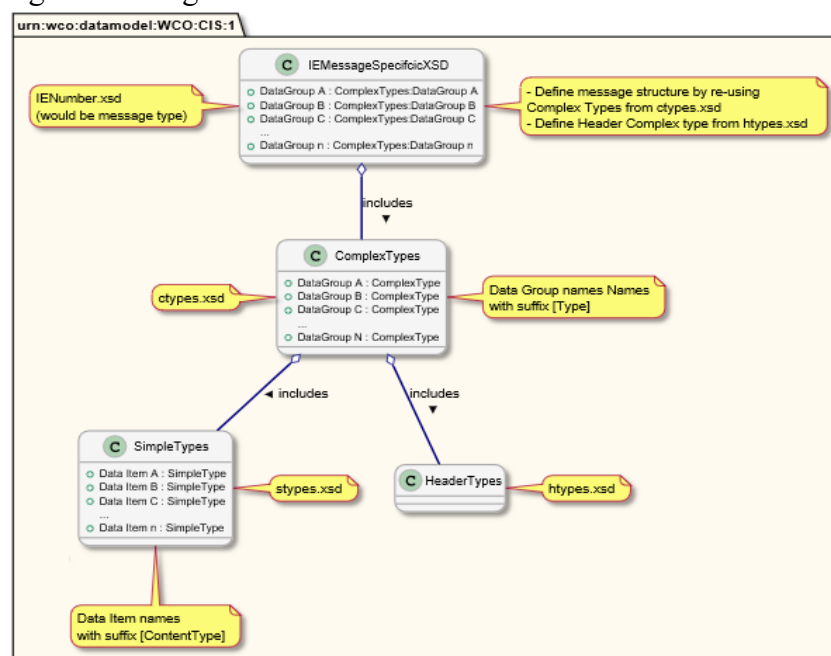 urn:wco:datamodel:WCO:CIS:1
C IEMessageSpecifcicXSD
DataGroup A : ComplexTypes:DataGroup A
DataGroup B : ComplexTypes:DataGroup B
DataGroup C : ComplexTypes:DataGroup C
...
DataGroup n : ComplexTypes:DataGroup n
IENumber.xsd
(would be message type)
- Define message structure by re-using
Complex Types from ctypes.xsd
- Define Header Complex type from htypes.xsd
includes
C ComplexTypes
DataGroup A : ComplexType
DataGroup B : ComplexType
DataGroup C : ComplexType
...
DataGroup N : ComplexType
ctypes.xsd
Data Group names Names
with suffix [Type]
includes
includes
C SimpleTypes
Data Item A : SimpleType
Data Item B : SimpleType
Data Item C : SimpleType
...
Data Item n : SimpleType
stypes.xsd
C HeaderTypes
htypes.xsd
Data Item names
with suffix [ContentType]